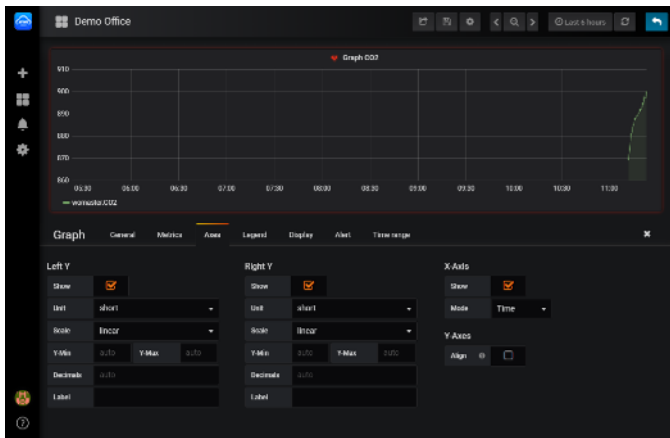 Demo Office
Last 6 hours
Graph CO2
910
900
890
880
870
860
05:30 06:00 06:30 07:00 07:30 08:00 08:30 09:00 09:30 10:00 10:30 11:00
womaster.CO2
Graph General Metrics Axes Legend Display Alert Time range
Left Y Right Y X-Axis
Show Show Show
Unit short Unit short Mode Time
Scale linear Scale linear Y-Axes
Y-Min auto Y-Max auto Y-Min auto Y-Max auto Align
Decimals auto Decimals auto
Label Label